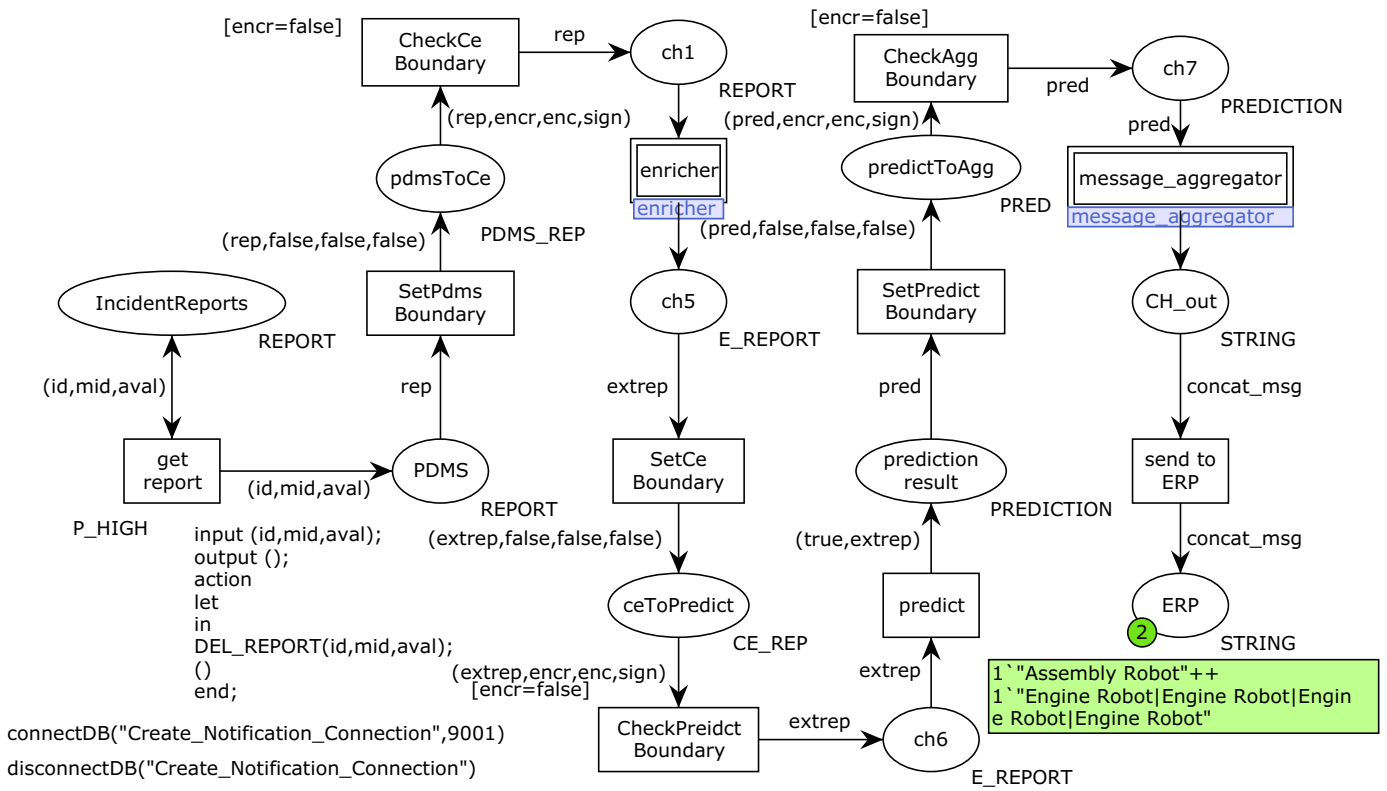 [encr=false]
CheckCe
Boundary
rep
ch1
REPORT
(rep,encr,enc,sign)
pdmsToCe
PDMS_REP
(rep,false,false,false)
SetPdms
Boundary
IncidentReports
REPORT
(id,mid,aval)
rep
get
report
(id,mid,aval)
PDMS
REPORT
P_HIGH
input (id,mid,aval);
output ();
action
let
in
DEL_REPORT(id,mid,aval);
()
end;
connectDB("Create_Notification_Connection",9001)
disconnectDB("Create_Notification_Connection")
enricher
enricher
ch5
E_REPORT
extrep
SetCe
Boundary
(extrep,false,false,false)
ceToPredict
CE_REP
(extrep,encr,enc,sign)
[encr=false]
CheckPreidct
Boundary
extrep
ch6
E_REPORT
extrep
predict
(true,extrep)
prediction
result
PREDICTION
pred
SetPredict
Boundary
(pred,false,false,false)
predictToAgg
PRED
(pred,encr,enc,sign)
[encr=false]
CheckAgg
Boundary
pred
ch7
PREDICTION
pred
message_aggregator
message_aggregator
CH_out
STRING
concat_msg
send to
ERP
concat_msg
ERP
2
STRING
1`"Assembly Robot"++
1`"Engine Robot|Engine Robot|Engin
e Robot|Engine Robot"